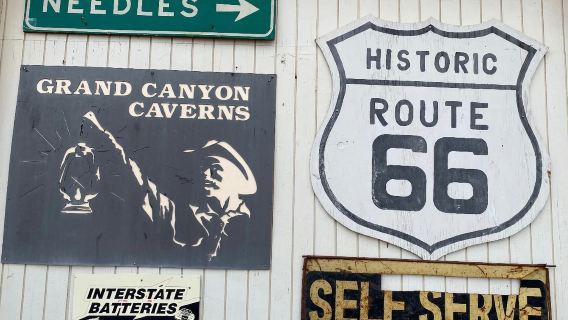 NEEDLES
GRAND CANYON
CAVERNS
HISTORIC
ROUTE
66
INTERSTATE
BATTERIES
SELF SERVE